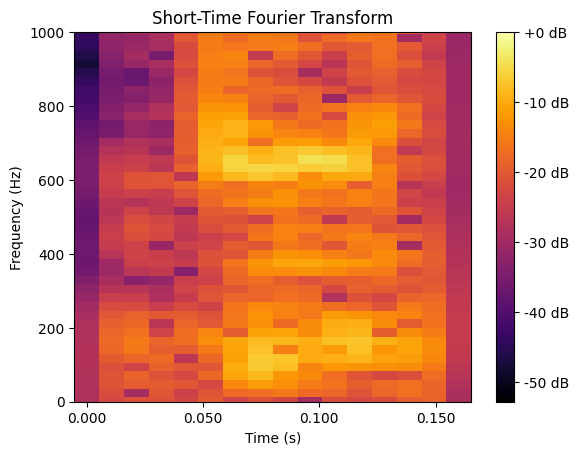 Short-Time Fourier Transform
1000
800
600
400
200
0
Frequency (Hz)
0.000
0.050
0.100
0.150
Time (s)
+0 dB
-10 dB
-20 dB
-30 dB
-40 dB
-50 dB